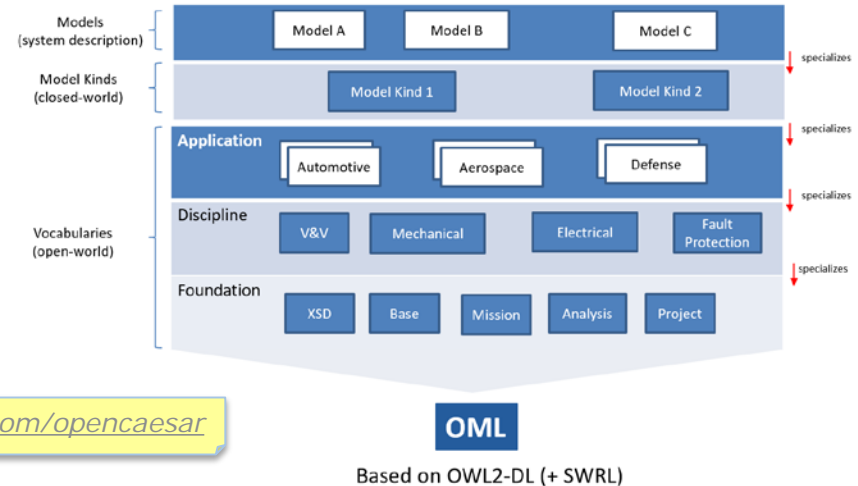 Models
(system description)
Model A
Model B
Model C
specializes
Model Kinds
(closed-world)
Model Kind 1
Model Kind 2
specializes
Application
Automotive
Aerospace
Defense
specializes
Vocabularies
(open-world)
Discipline
V&V
Mechanical
Electrical
Fault
Protection
specializes
Foundation
XSD
Base
Mission
Analysis
Project
om/opencaesar
OML
Based on OWL2-DL (+ SWRL)